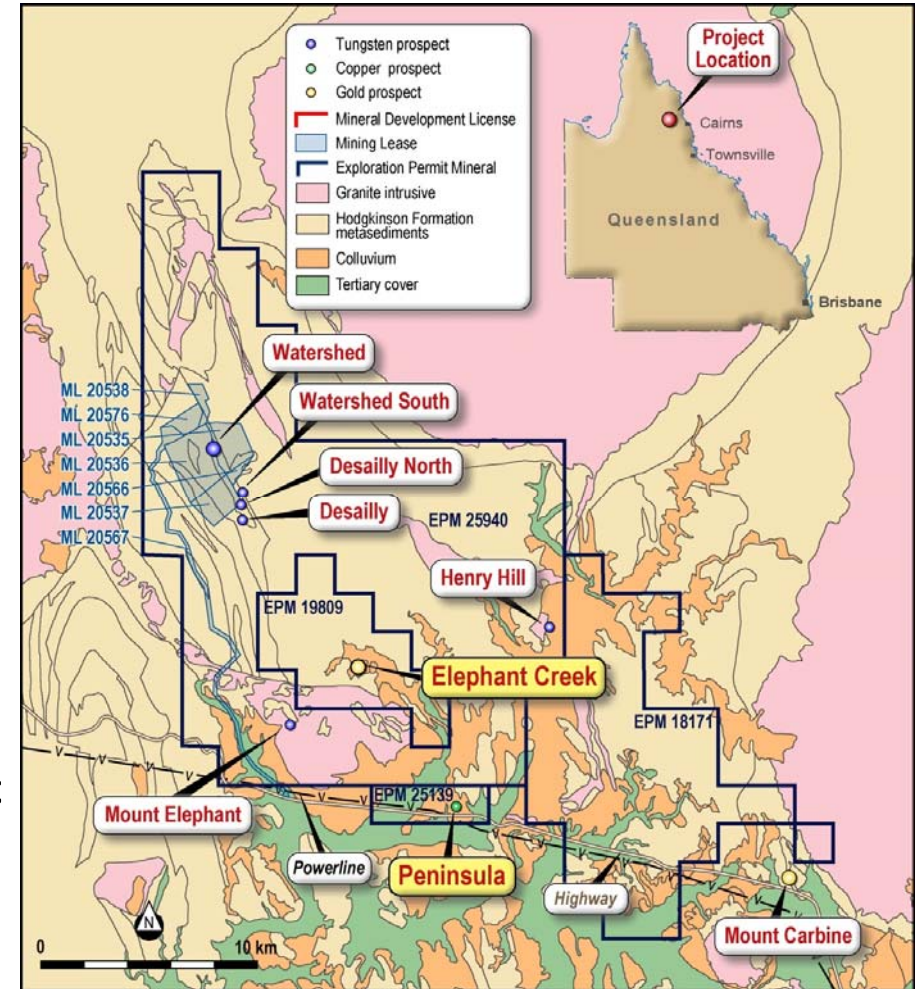 Tungsten prospect
Copper prospect
Gold prospect
Mineral Development License
Mining Lease
Exploration Permit Mineral
Granite intrusive
Hodgkinson Formation
metasediments
Colluvium
Tertiary cover
Project
Location
Cairns
Townsville
Queensland
Brisbane
Watershed
Watershed South
ML 20538
ML 20576
ML 20535
ML 20536
ML 20566
ML 20537
ML 20567
Desailly North
Desailly
EPM 25940
Henry Hill
EPM 19809
Elephant Creek
EPM 18171
EPM 25139
Mount Elephant
Powerline
Peninsula
Highway
Mount Carbine
N
0
10 km
V
V
V
V
V
V
V
V
: